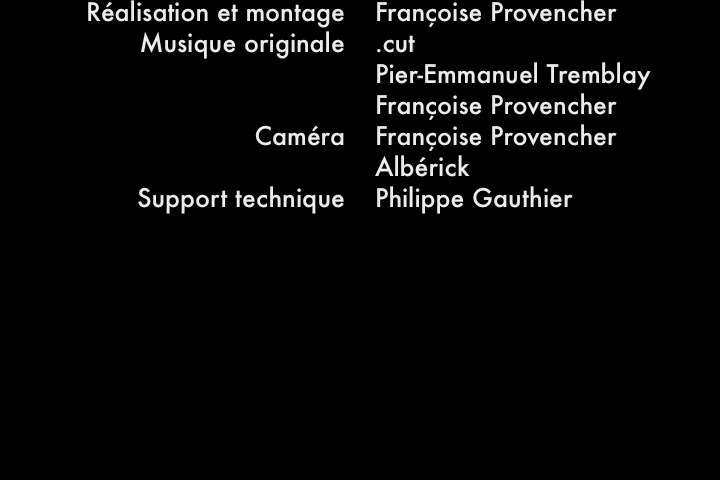 Réalisation et montage Françoise Provencher
Musique originale .cut
Pier-Emmanuel Tremblay
Françoise Provencher
Caméra Françoise Provencher
Albérick
Support technique Philippe Gauthier